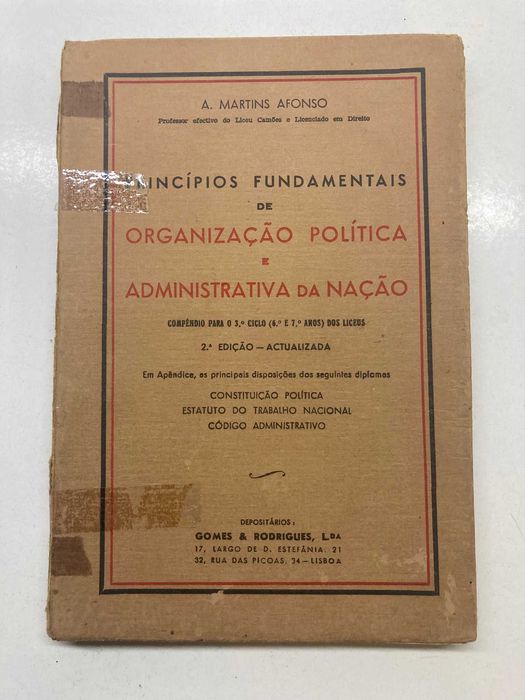 A. MARTINS AFONSO
Professor efectivo do Liceu Camões e Licenciado em Direito
PRINCÍPIOS FUNDAMENTAIS
DE
ORGANIZAÇÃO POLÍTICA
E
ADMINISTRATIVA DA NAÇÃO
COMPÊNDIO PARA O 3.º CICLO (6.º E 7.º ANOS) DOS LICEUS
2.ª EDIÇÃO — ACTUALIZADA
Em Apêndice, as principais disposições dos seguintes diplomas
CONSTITUIÇÃO POLÍTICA
ESTATUTO DO TRABALHO NACIONAL
CÓDIGO ADMINISTRATIVO
DEPOSITÁRIOS:
GOMES & RODRIGUES, L.DA
17, LARGO DE D. ESTEFÂNIA, 21
32, RUA DAS PICOAS, 34 — LISBOA